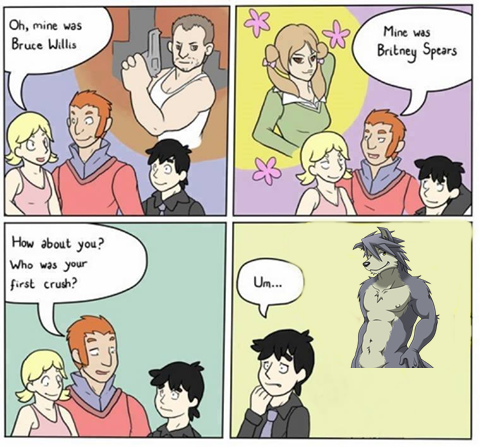 Oh, mine was
Bruce Willis
Mine was
Britney Spears
How about you?
Who was your
first crush?
Um...